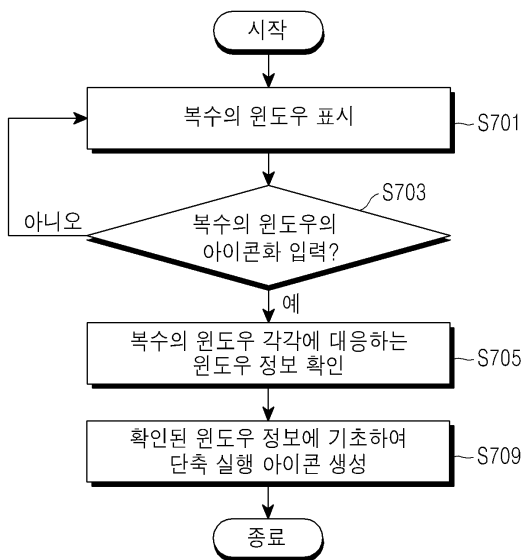 시작
복수의 윈도우 표시
S701
S703
복수의 윈도우의
아이콘화 입력?
아니오
예
복수의 윈도우 각각에 대응하는
윈도우 정보 확인
S705
확인된 윈도우 정보에 기초하여
단축 실행 아이콘 생성
S709
종료